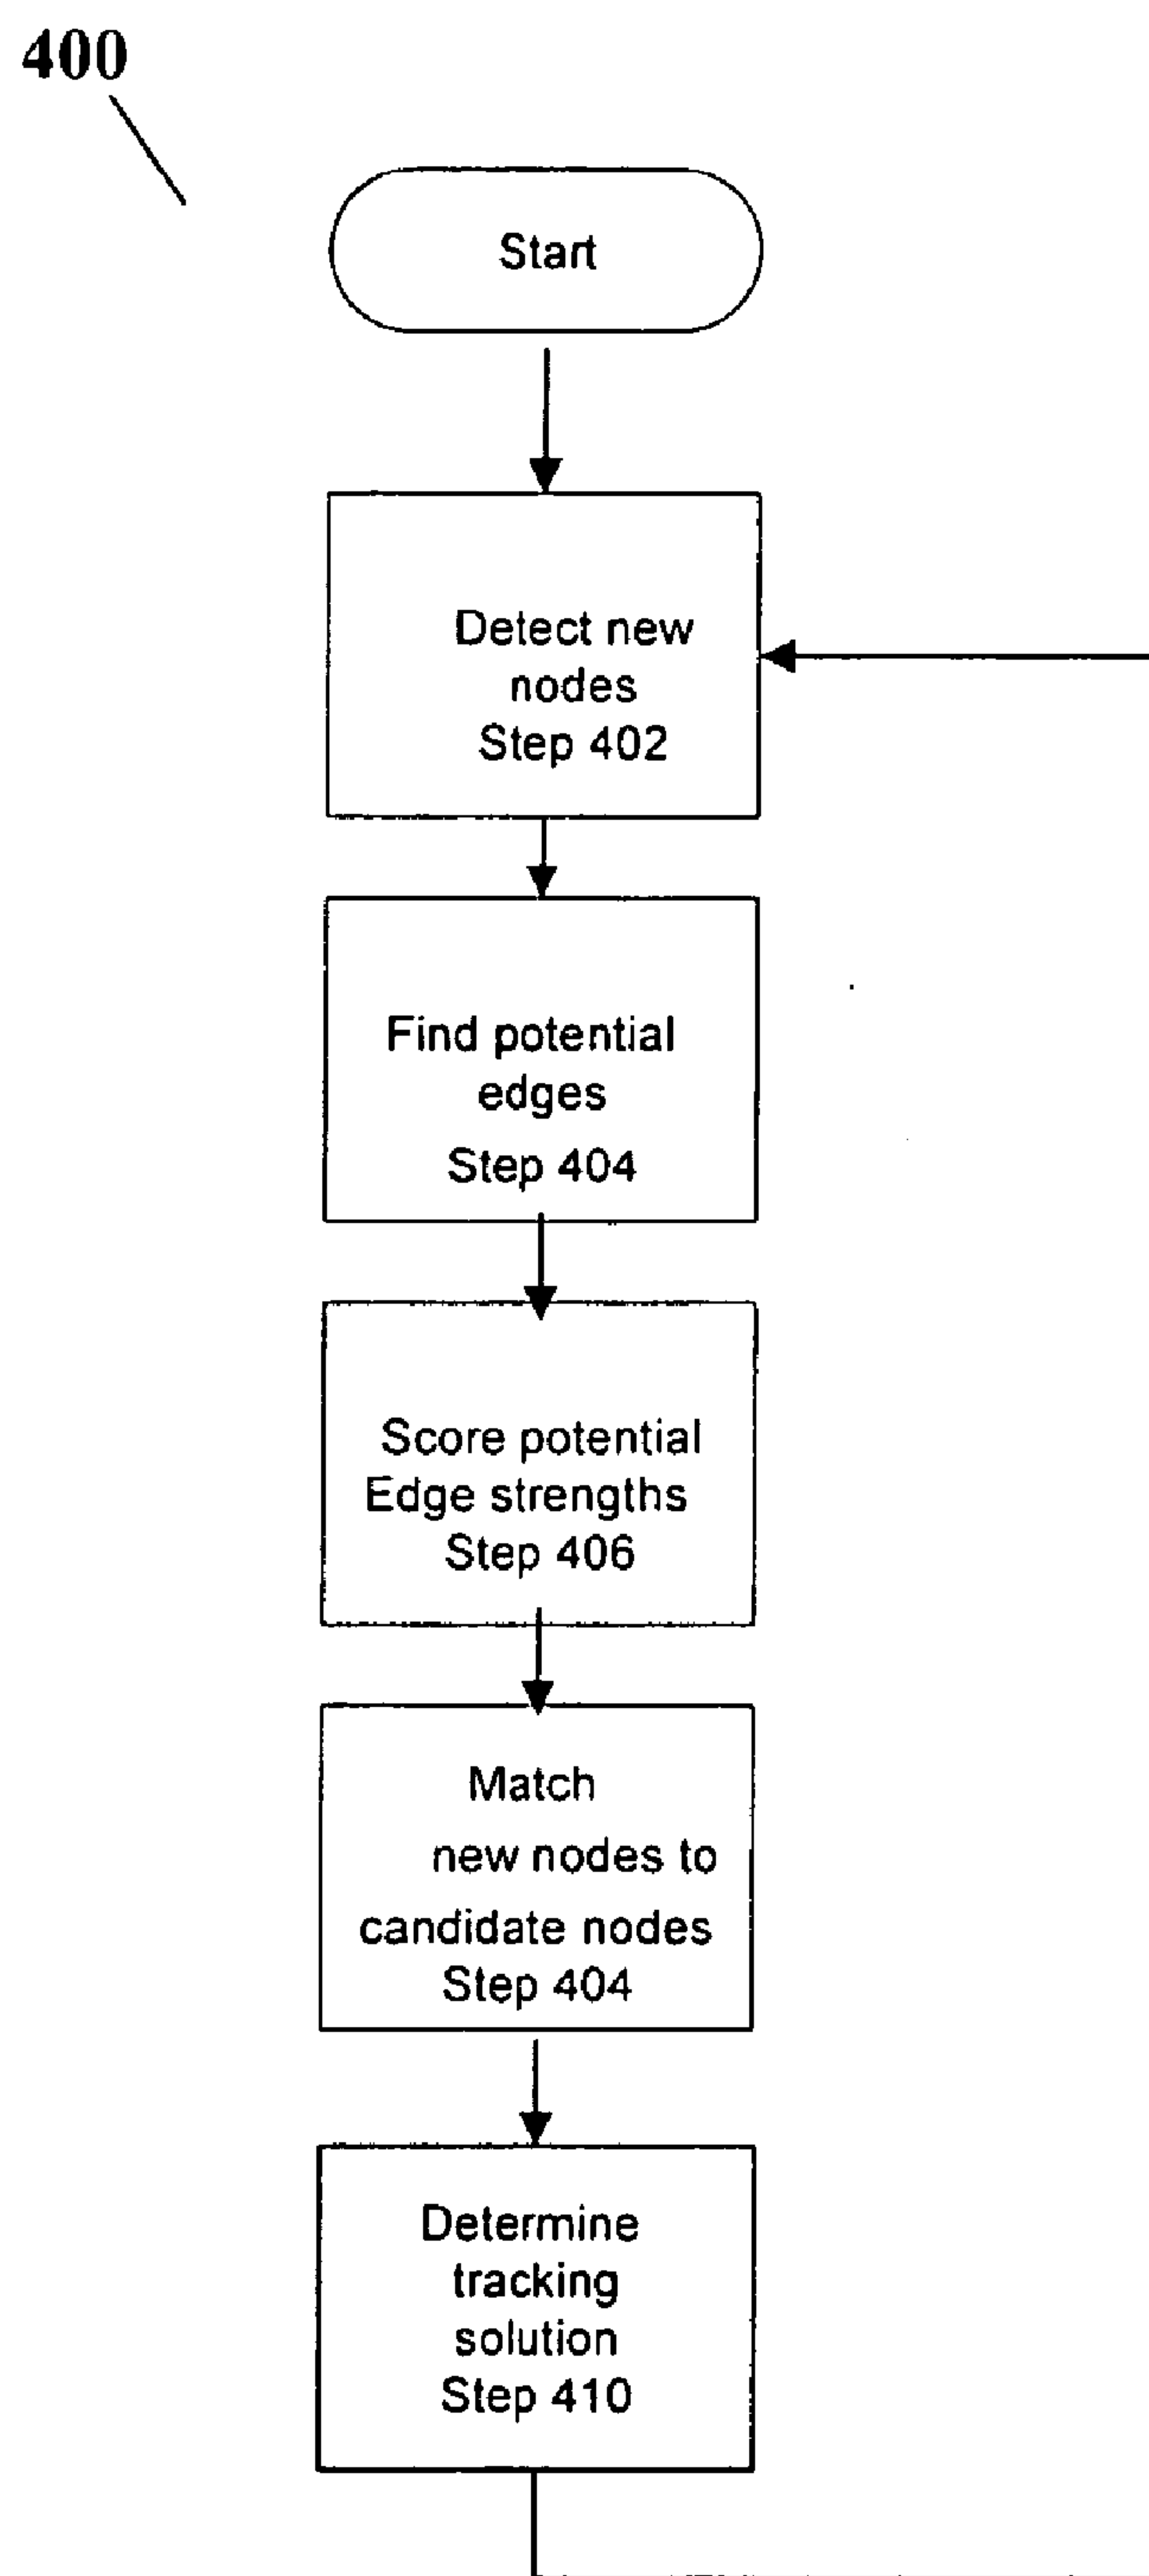 400
Start
Detect new
nodes
Step 402
Find potential
edges
Step 404
Score potential
Edge strengths
Step 406
Match
new nodes to
candidate nodes
Step 404
Determine
tracking
solution
Step 410